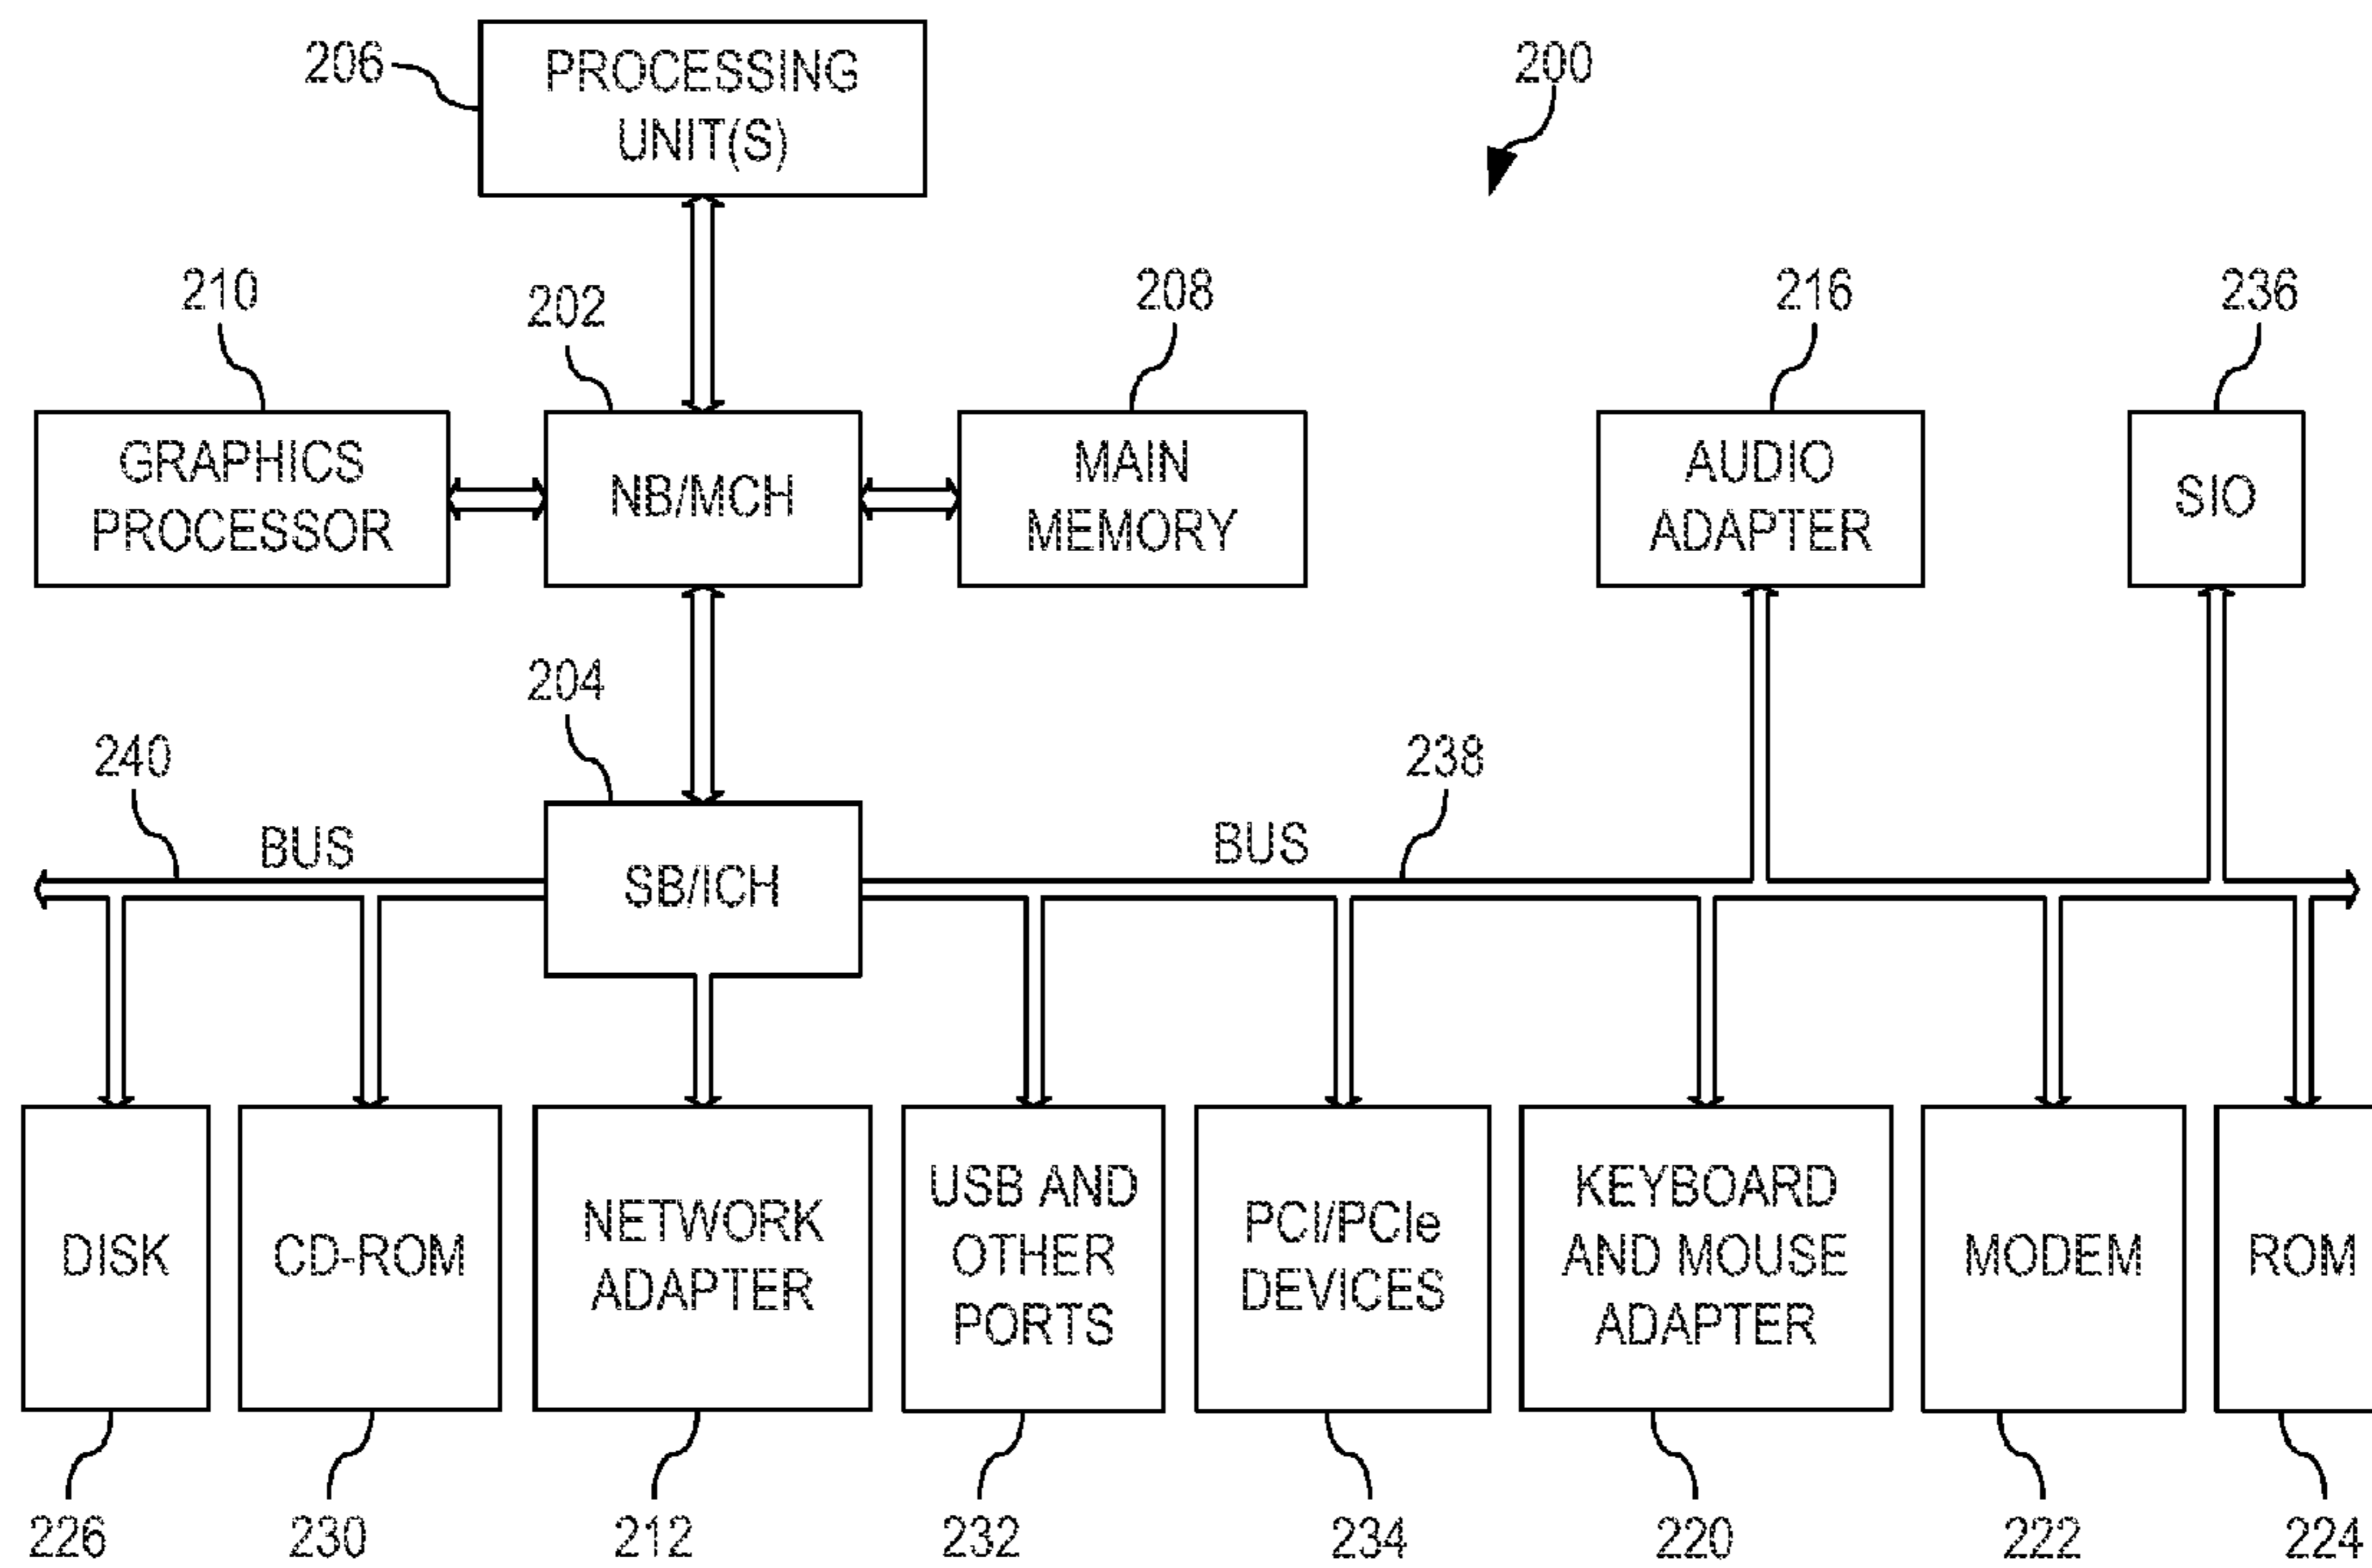 206
PROCESSING
UNIT(S)
200
210
202
208
216
236
GRAPHICS
PROCESSOR
NB/MCH
MAIN
MEMORY
AUDIO
ADAPTER
SIO
204
240
BUS
238
BUS
SB/ICH
DISK
CD-ROM
NETWORK
ADAPTER
USB AND
OTHER
PORTS
PCI/PCIe
DEVICES
KEYBOARD
AND MOUSE
ADAPTER
MODEM
ROM
226
230
212
232
234
220
222
224